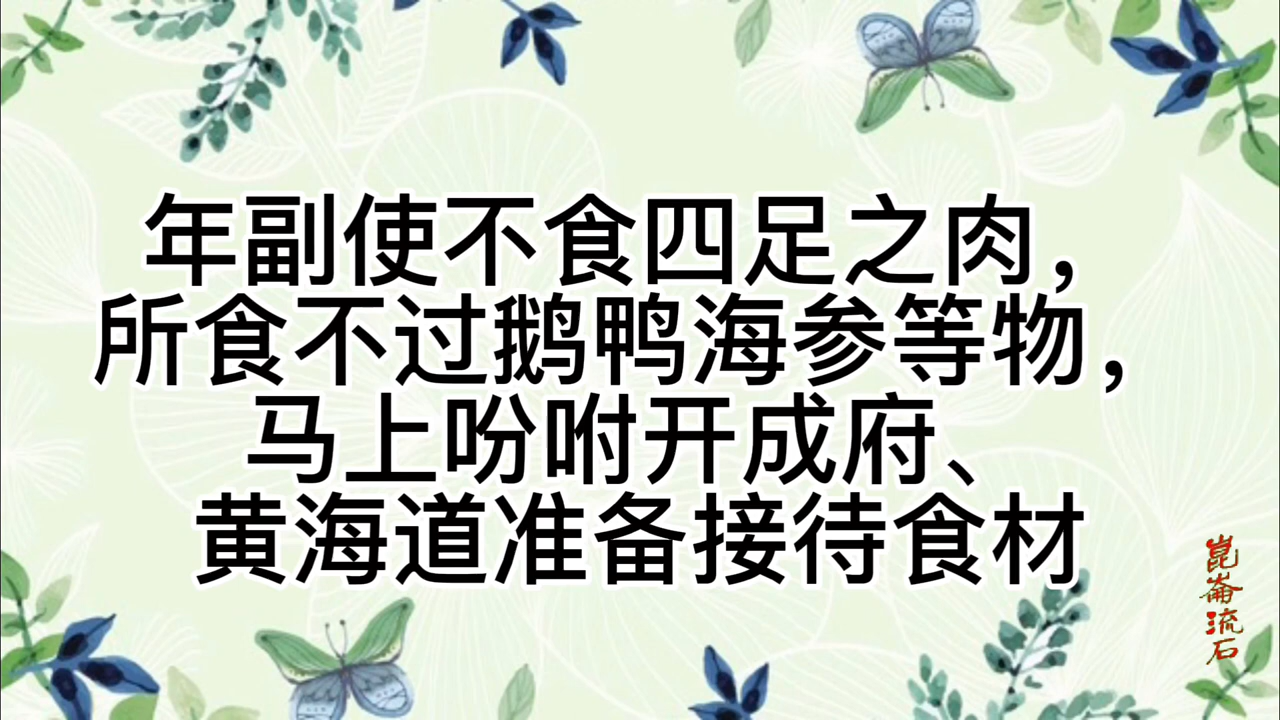 年副使不食四足之肉，
所食不过鹅鸭海参等物，
马上吩咐开成府、
黄海道准备接待食材
崑崙流石